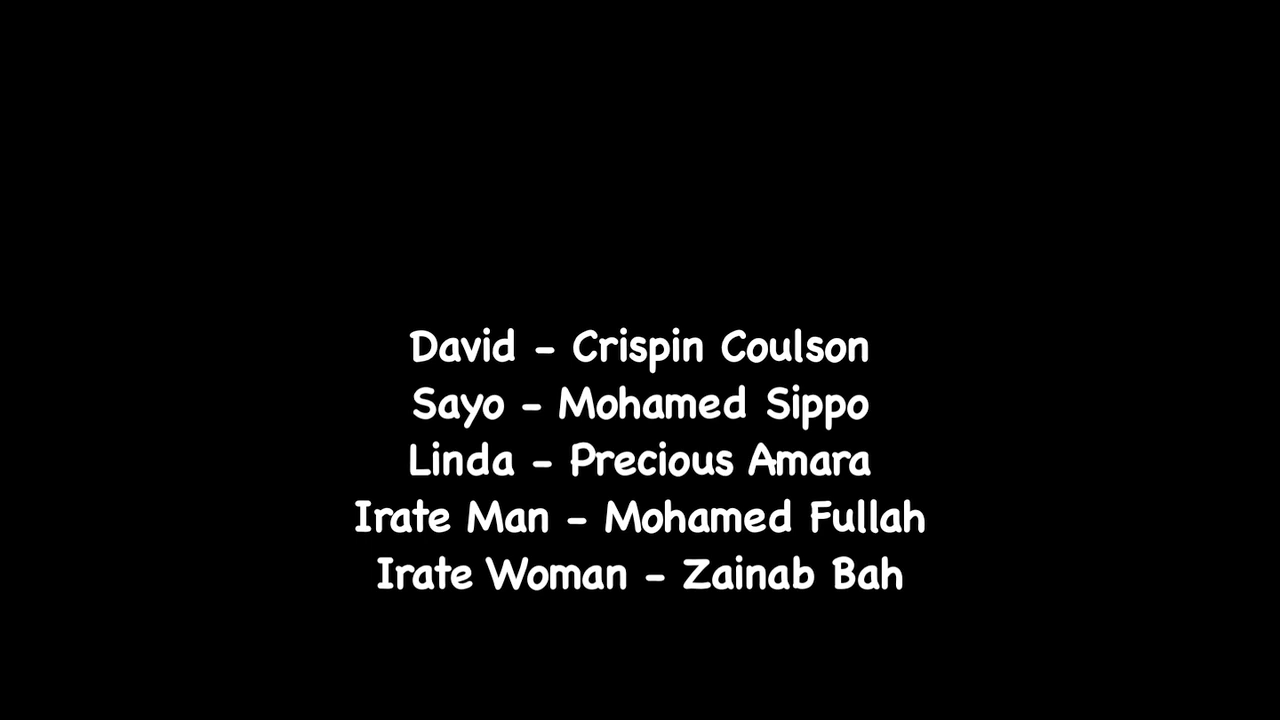 David - Crispin Coulson
Sayo - Mohamed Sippo
Linda - Precious Amara
Irate Man - Mohamed Fullah
Irate Woman - Zainab Bah